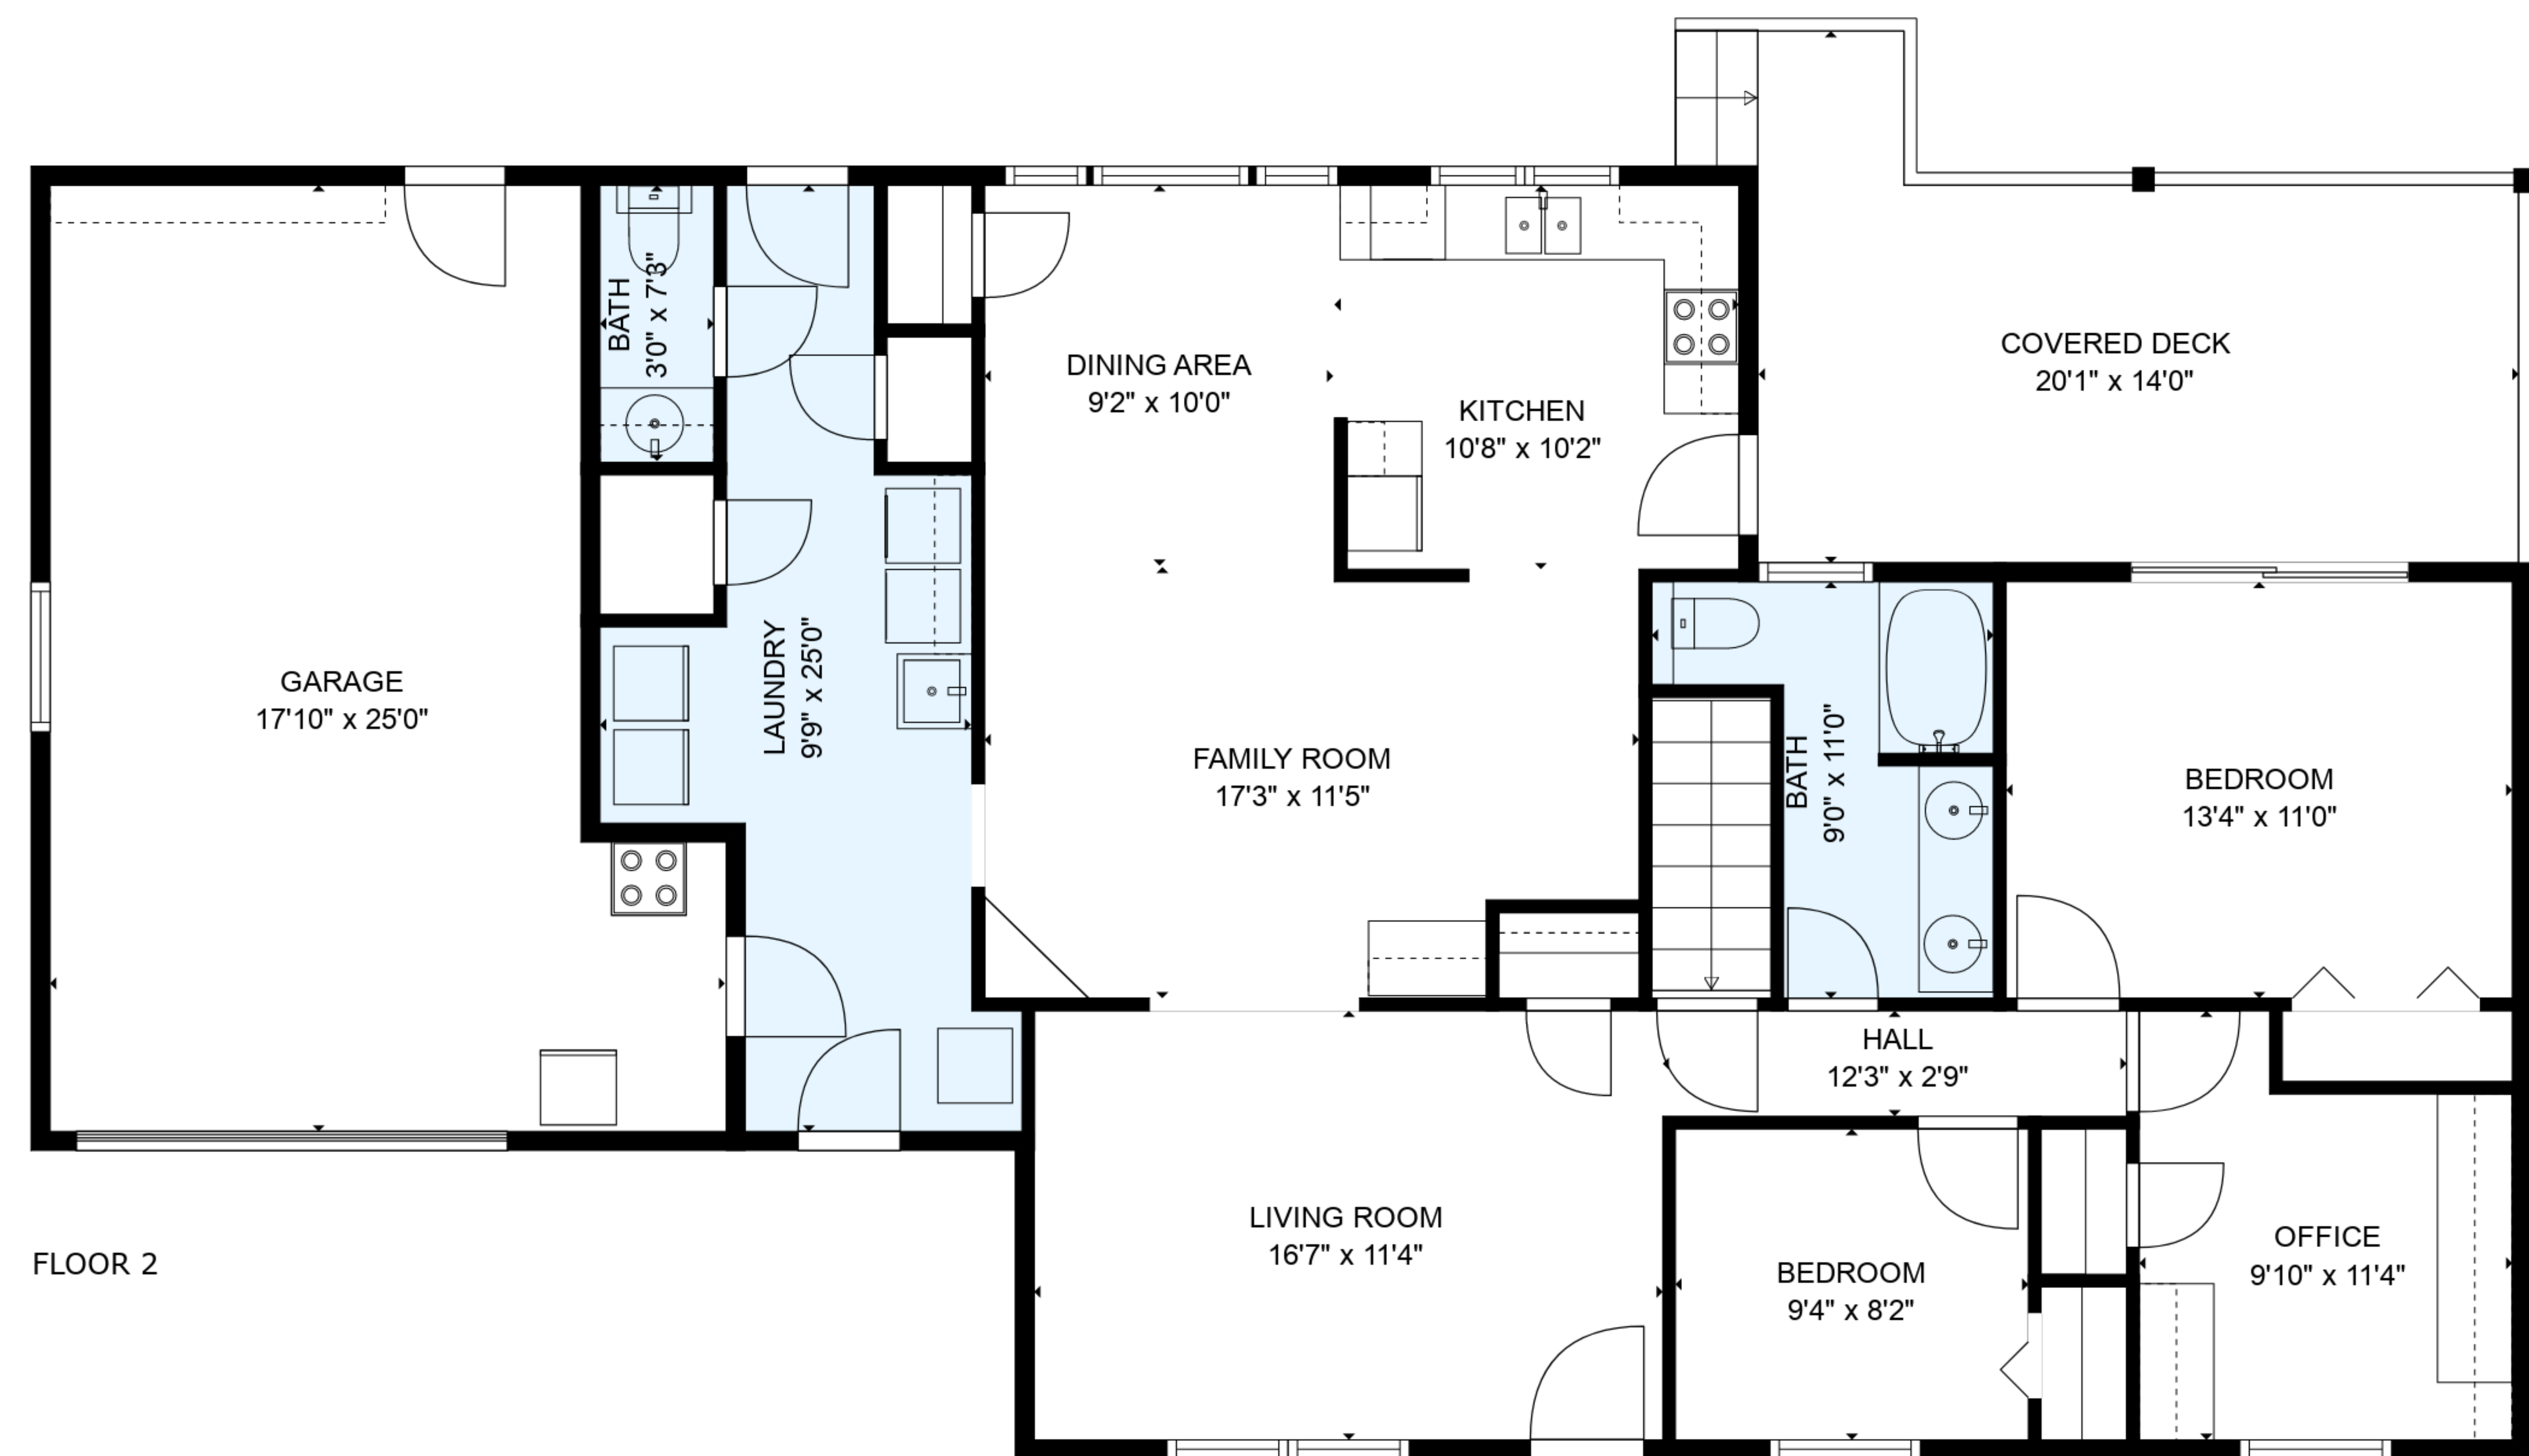 BATH
3'0" x 7'3"
DINING AREA
9'2" x 10'0"
KITCHEN
10'8" x 10'2"
COVERED DECK
20'1" x 14'0"
GARAGE
17'10" x 25'0"
LAUNDRY
9'9" x 25'0"
FAMILY ROOM
17'3" x 11'5"
BATH
9'0" x 11'0"
BEDROOM
13'4" x 11'0"
HALL
12'3" x 2'9"
LIVING ROOM
16'7" x 11'4"
BEDROOM
9'4" x 8'2"
OFFICE
9'10" x 11'4"
FLOOR 2